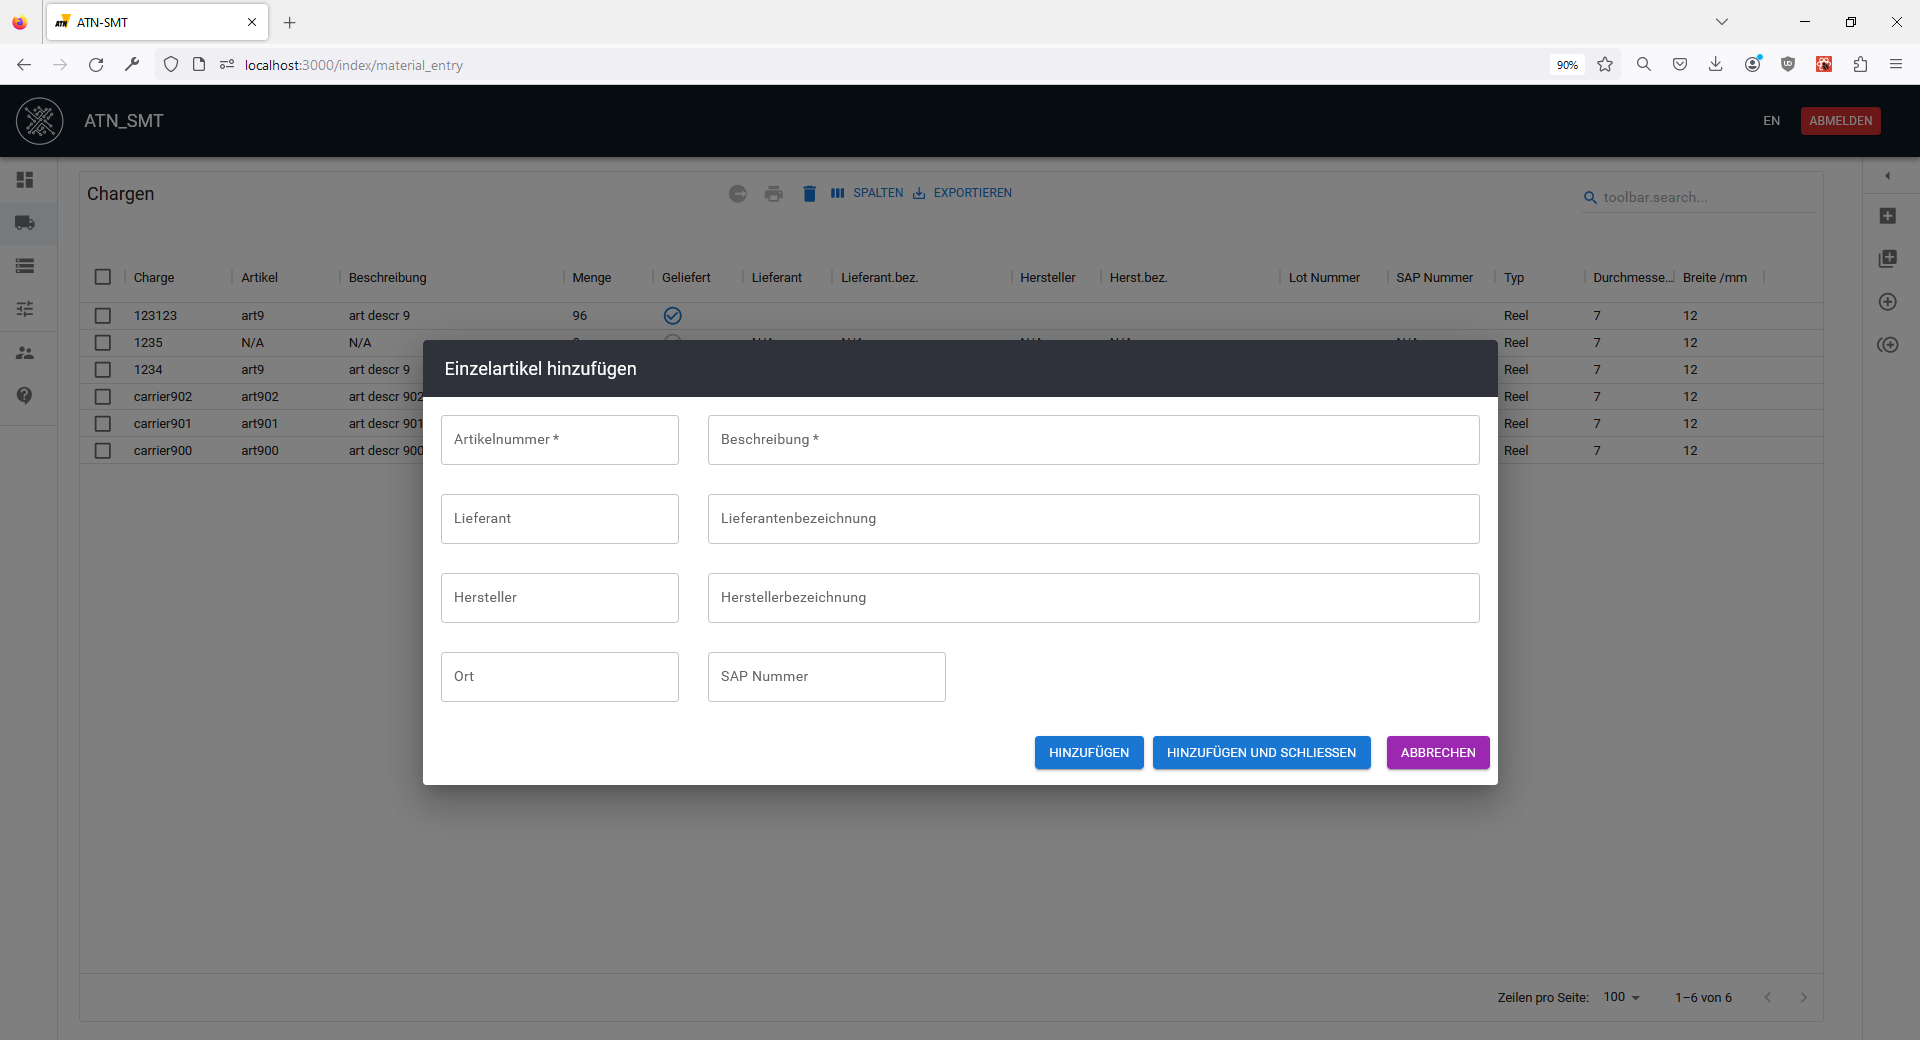 ATN-SMT
localhost:3000/index/material_entry
90%
ATN_SMT
EN
ABMELDEN
Chargen
SPALTEN
EXPORTIEREN
toolbar.search...
Charge Artikel Beschreibung Menge Geliefert Lieferant Lieferant.bez. Hersteller Herst.bez. Lot Nummer SAP Nummer Typ Durchmesse... Breite /mm
123123 art9 art descr 9 96 Reel 7 12
1235 N/A N/A Reel 7 12
1234 art9 art descr 9 Reel 7 12
carrier902 art902 art descr 902 Reel 7 12
carrier901 art901 art descr 901 Reel 7 12
carrier900 art900 art descr 900 Reel 7 12
Einzelartikel hinzufügen
Artikelnummer * Beschreibung *
Lieferant Lieferantenbezeichnung
Hersteller Herstellerbezeichnung
Ort SAP Nummer
HINZUFÜGEN HINZUFÜGEN UND SCHLIESSEN ABBRECHEN
Zeilen pro Seite: 100 1–6 von 6